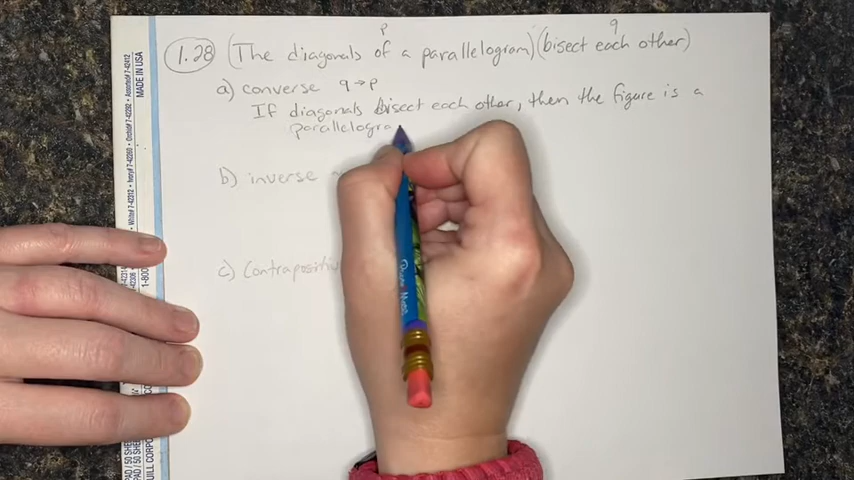 p q
1.28 (The diagonals of a parallelogram)(bisect each other)
a) converse q→p
If diagonals bisect each other, then the figure is a
parallelogra
b) inverse ~
c) Contrapositiv
MADE IN USA